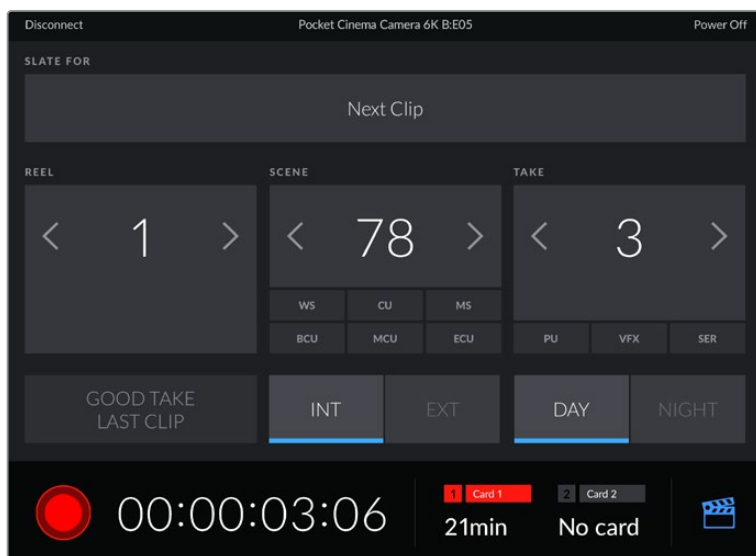 Disconnect Pocket Cinema Camera 6K B:E05 Power Off
SLATE FOR
Next Clip
REEL SCENE TAKE
< 1 > < 78 > < 3 >
WS CU MS
BCU MCU ECU PU VFX SER
GOOD TAKE
LAST CLIP
INT EXT DAY NIGHT
1 Card 1 2 Card 2
00:00:03:06 21min No card